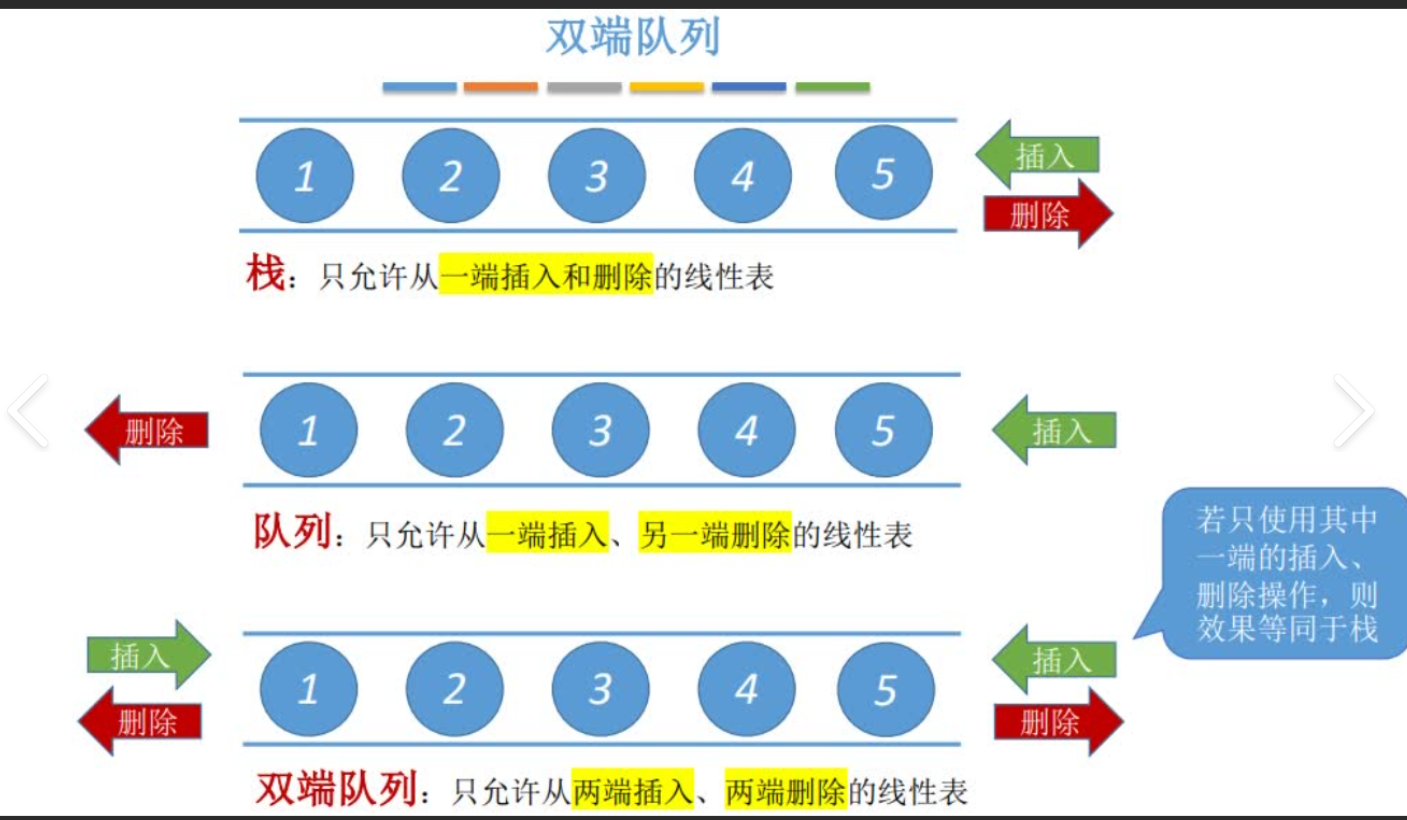 双端队列
1 2 3 4 5
插入
删除
栈：只允许从一端插入和删除的线性表
删除
1 2 3 4 5
插入
队列：只允许从一端插入、另一端删除的线性表
若只使用其中
一端的插入、
删除操作，则
效果等同于栈
插入
删除
1 2 3 4 5
插入
删除
双端队列：只允许从两端插入、两端删除的线性表